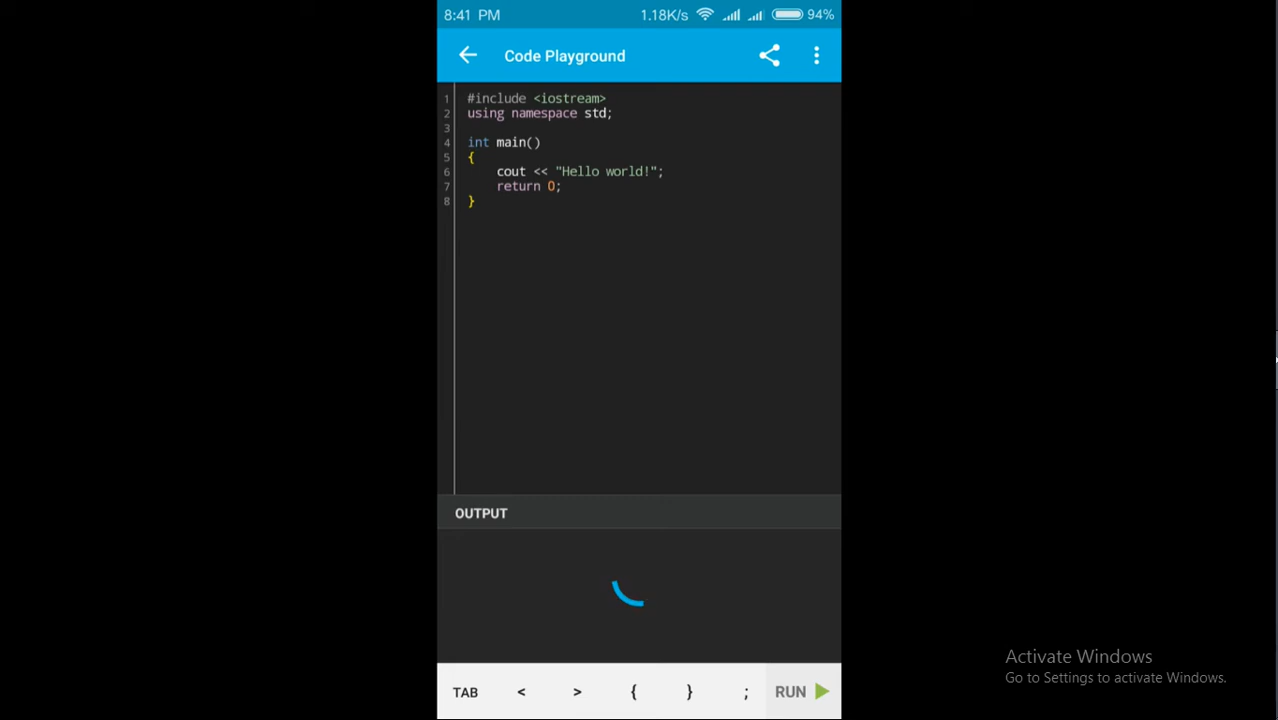 8:41 PM 1.18K/s 94%
Code Playground
1 #include <iostream>
2 using namespace std;
3
4 int main()
5 {
6     cout << "Hello world!";
7     return 0;
8 }
OUTPUT
TAB < > { } ; RUN
Activate Windows
Go to Settings to activate Windows.